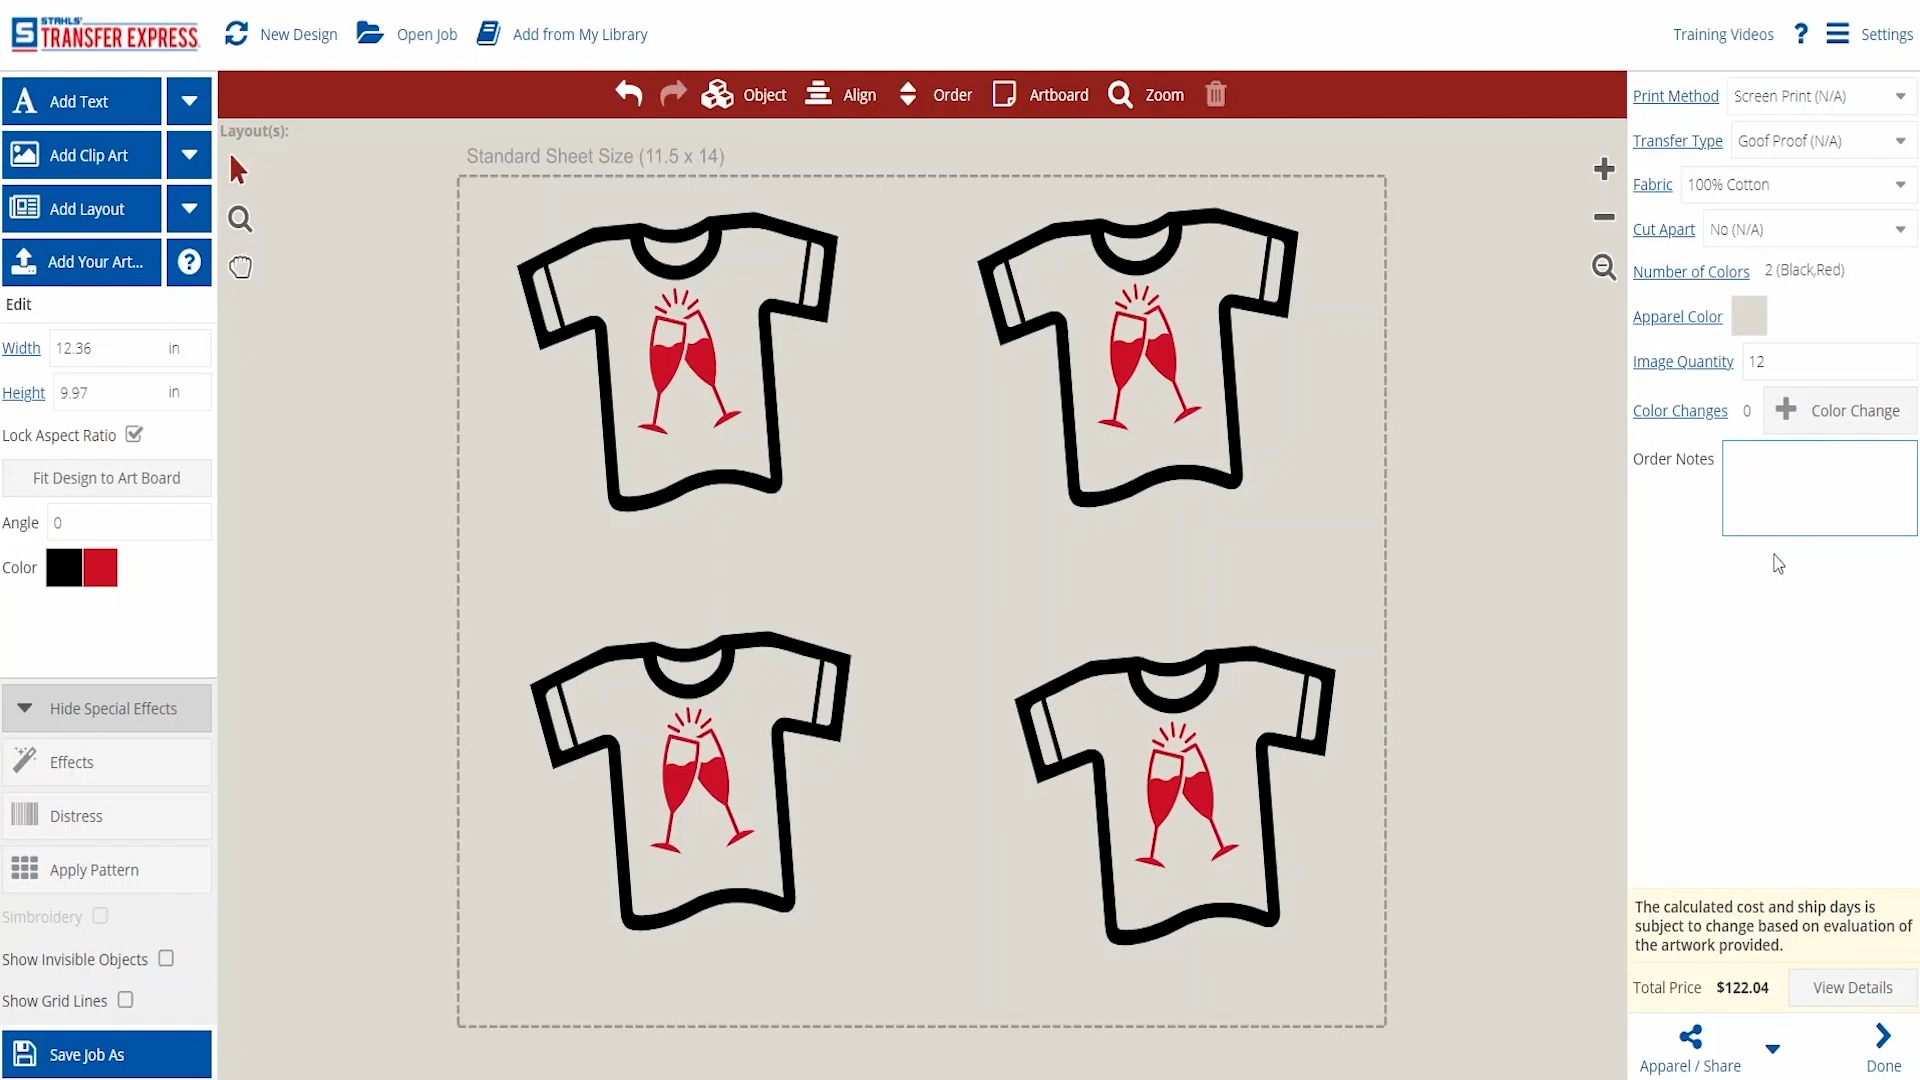 STAHLS'
TRANSFER EXPRESS
New Design
Open Job
Add from My Library
Training Videos
?
Settings
Add Text
Add Clip Art
Add Layout
Add Your Art...
?
Edit
Width 12.36 in
Height 9.97 in
Lock Aspect Ratio
Fit Design to Art Board
Angle 0
Color
Hide Special Effects
Effects
Distress
Apply Pattern
Simbroidery
Show Invisible Objects
Show Grid Lines
Save Job As
Object
Align
Order
Artboard
Zoom
Layout(s):
Standard Sheet Size (11.5 x 14)
Print Method Screen Print (N/A)
Transfer Type Goof Proof (N/A)
Fabric 100% Cotton
Cut Apart No (N/A)
Number of Colors 2 (Black,Red)
Apparel Color
Image Quantity 12
Color Changes 0 Color Change
Order Notes
The calculated cost and ship days is
subject to change based on evaluation of
the artwork provided.
Total Price $122.04 View Details
Apparel / Share
Done